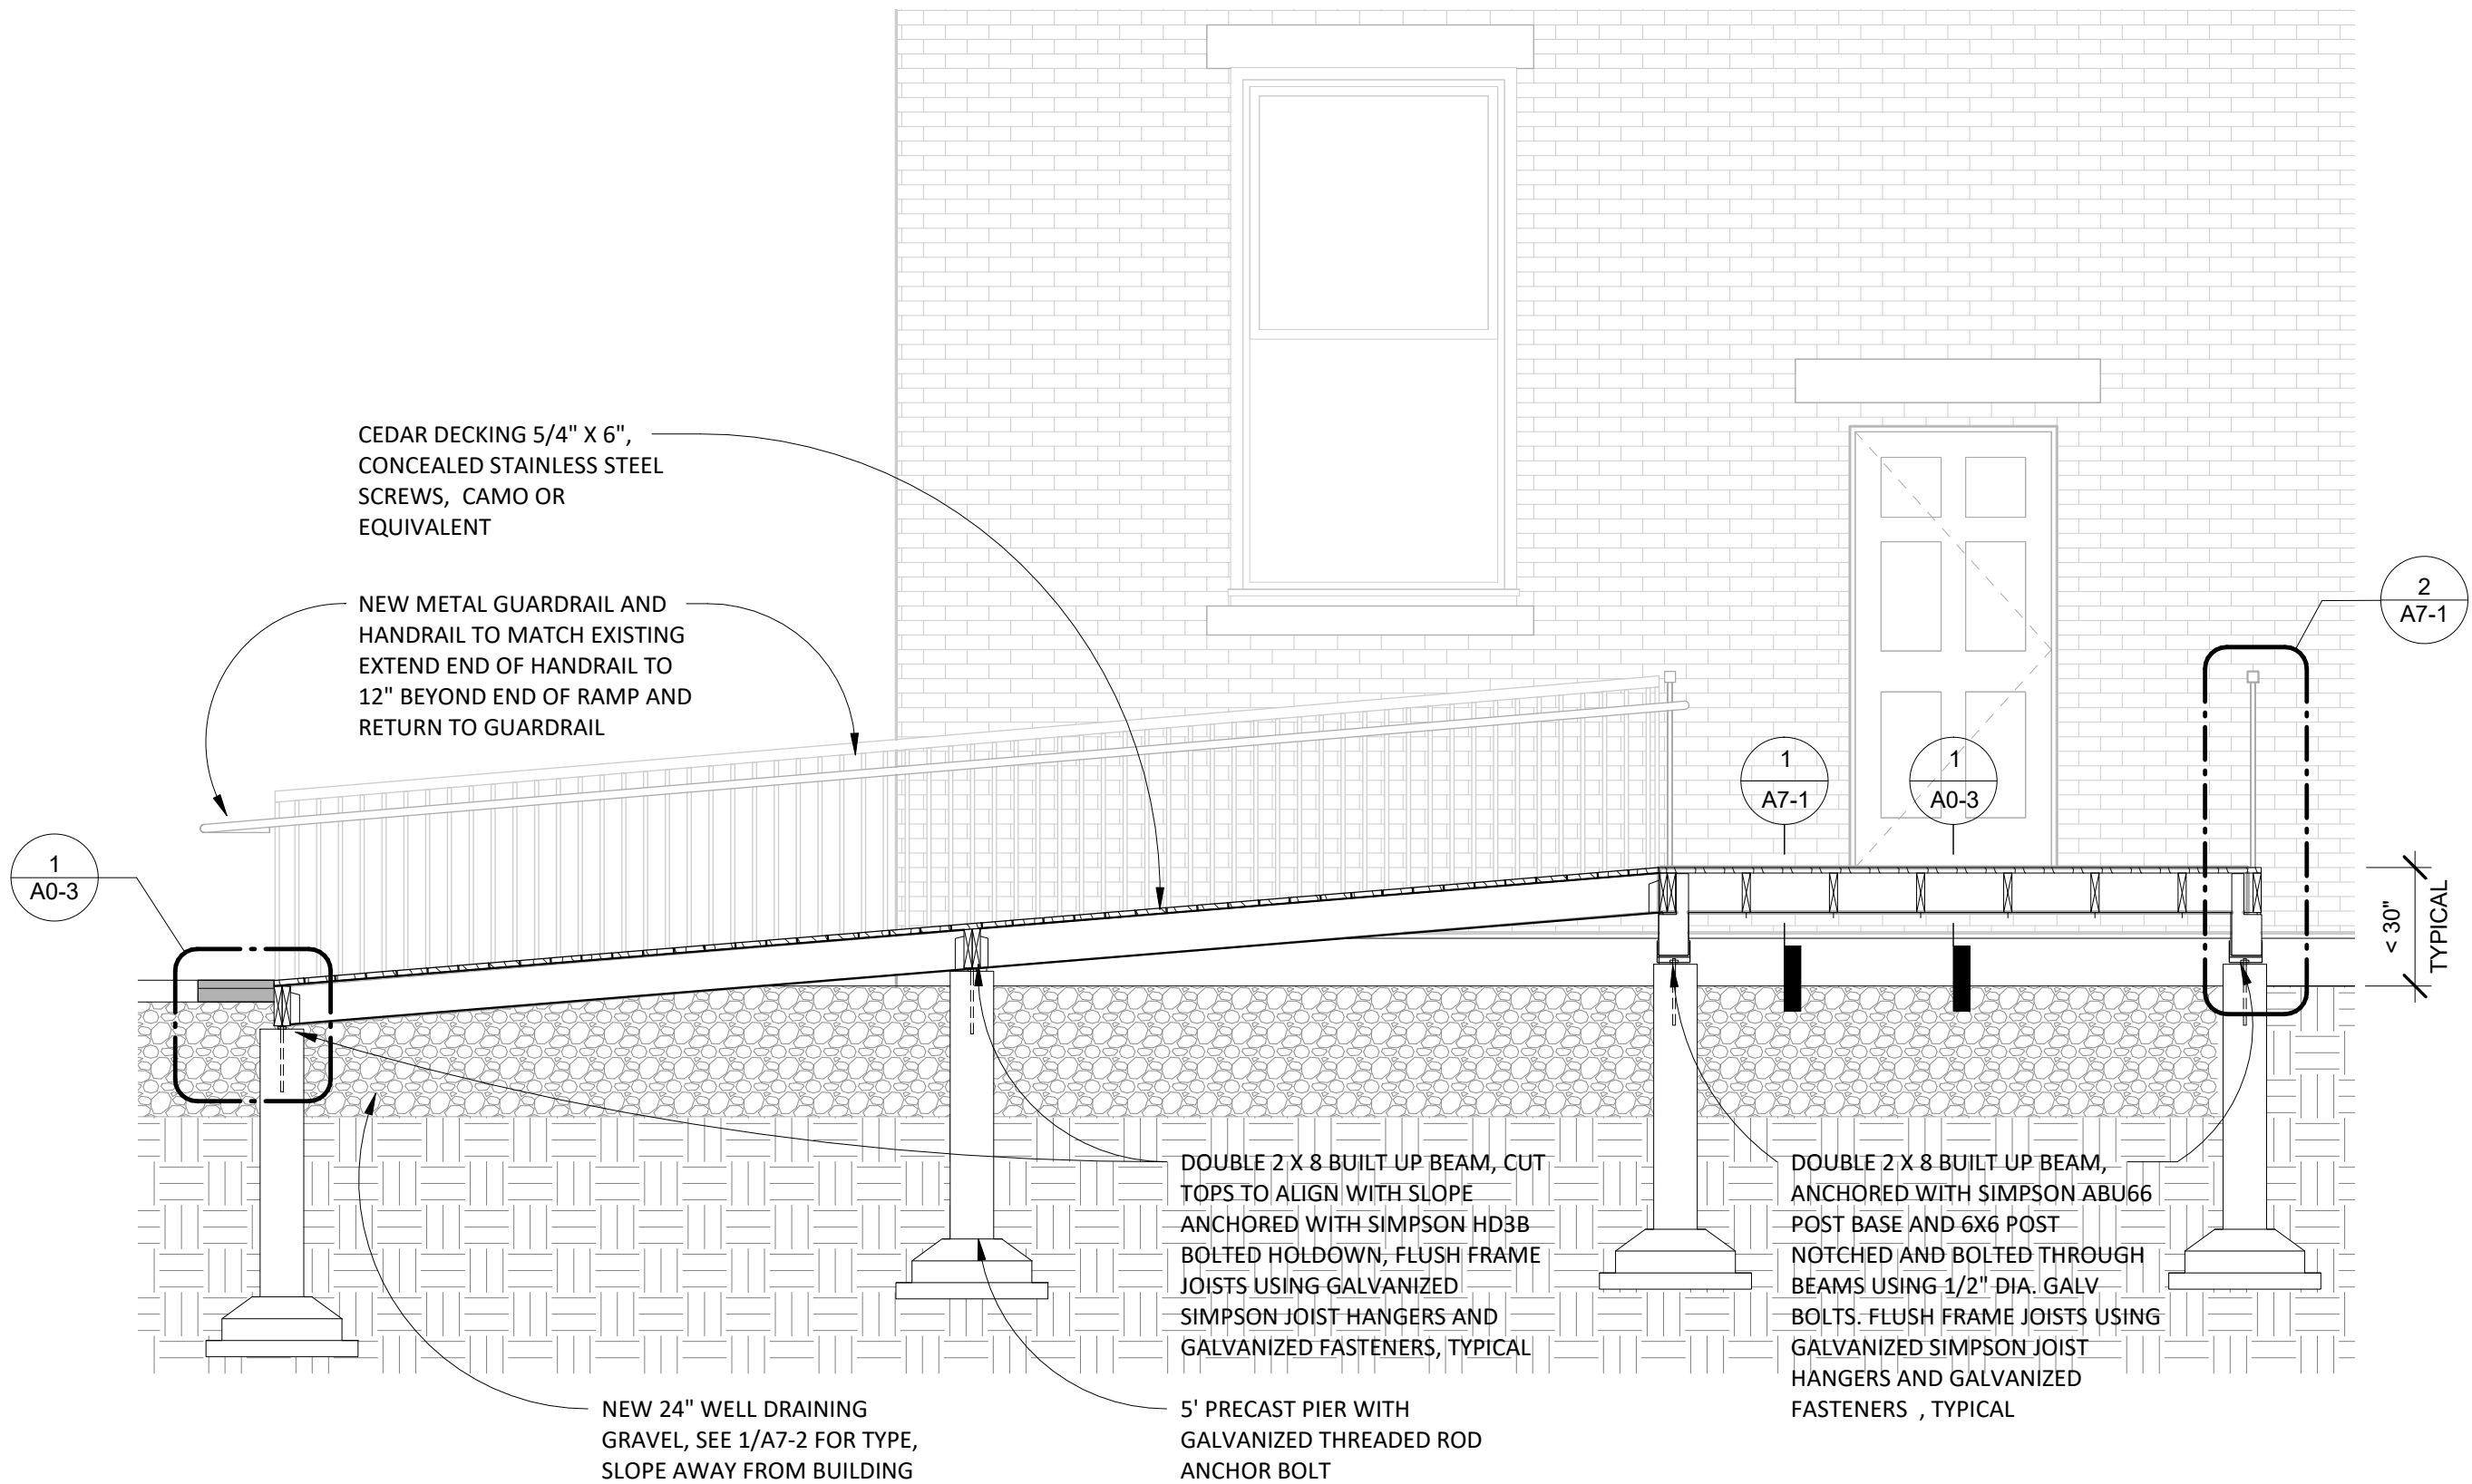 CEDAR DECKING 5/4" X 6",
CONCEALED STAINLESS STEEL
SCREWS, CAMO OR
EQUIVALENT
NEW METAL GUARDRAIL AND
HANDRAIL TO MATCH EXISTING
EXTEND END OF HANDRAIL TO
12" BEYOND END OF RAMP AND
RETURN TO GUARDRAIL
2
A7-1
1
A7-1
1
A0-3
1
A0-3
< 30"
TYPICAL
DOUBLE 2 X 8 BUILT UP BEAM, CUT
TOPS TO ALIGN WITH SLOPE
ANCHORED WITH SIMPSON HD3B
BOLTED HOLDOWN, FLUSH FRAME
JOISTS USING GALVANIZED
SIMPSON JOIST HANGERS AND
GALVANIZED FASTENERS, TYPICAL
DOUBLE 2 X 8 BUILT UP BEAM,
ANCHORED WITH SIMPSON ABU66
POST BASE AND 6X6 POST
NOTCHED AND BOLTED THROUGH
BEAMS USING 1/2" DIA. GALV
BOLTS. FLUSH FRAME JOISTS USING
GALVANIZED SIMPSON JOIST
HANGERS AND GALVANIZED
FASTENERS , TYPICAL
NEW 24" WELL DRAINING
GRAVEL, SEE 1/A7-2 FOR TYPE,
SLOPE AWAY FROM BUILDING
5' PRECAST PIER WITH
GALVANIZED THREADED ROD
ANCHOR BOLT